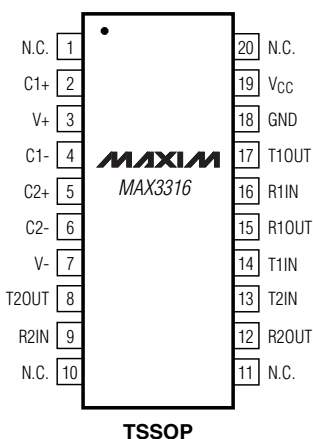 N.C. 1 20 N.C.
C1+ 2 19 VCC
V+ 3 18 GND
C1- 4 MAXIM 17 T1OUT
C2+ 5 MAX3316 16 R1IN
C2- 6 15 R1OUT
V- 7 14 T1IN
T2OUT 8 13 T2IN
R2IN 9 12 R2OUT
N.C. 10 11 N.C.
TSSOP